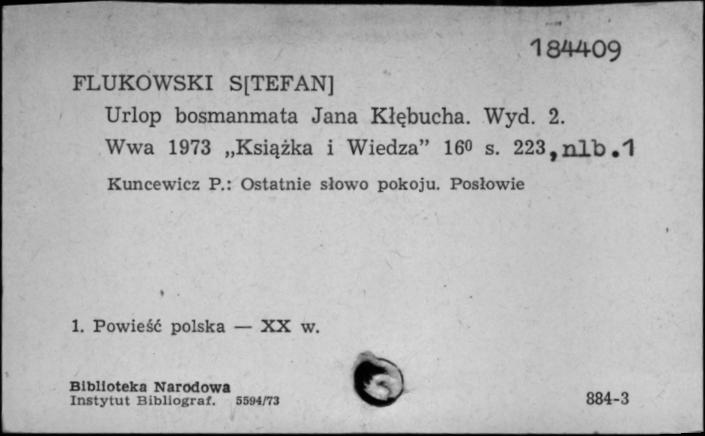 184409
FLUKOWSKI S[TEFAN]
Urlop bosmanmata Jana Kłębucha. Wyd. 2.
Wwa 1973 „Książka i Wiedza” 16⁰ s. 223, nlb.1
Kuncewicz P.: Ostatnie słowo pokoju. Posłowie
1. Powieść polska — XX w.
Biblioteka Narodowa
Instytut Bibliograf. 5594/73
884-3